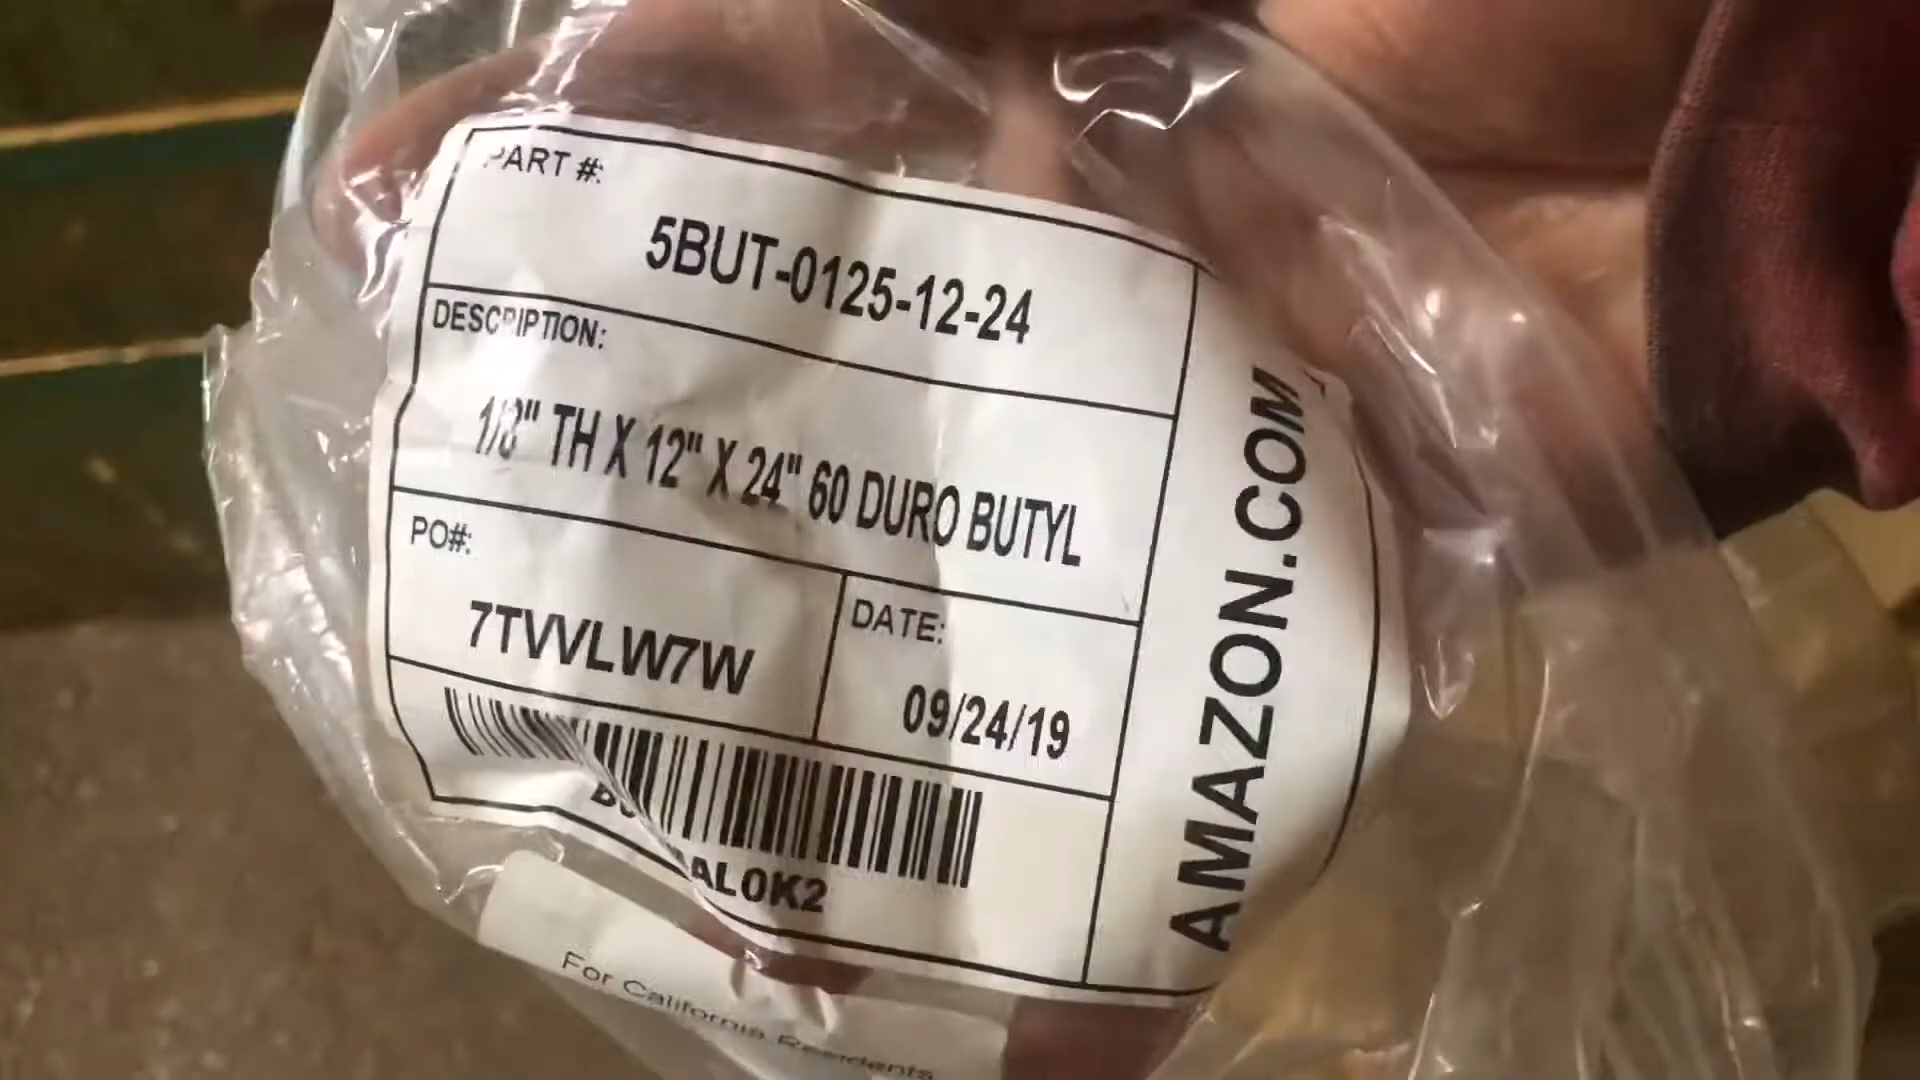 PART #:
5BUT-0125-12-24
DESCRIPTION:
1/8" TH X 12" X 24" 60 DURO BUTYL
PO#:
7TVVLW7W
DATE:
09/24/19
ALOK2
AMAZON.COM
For California Residents